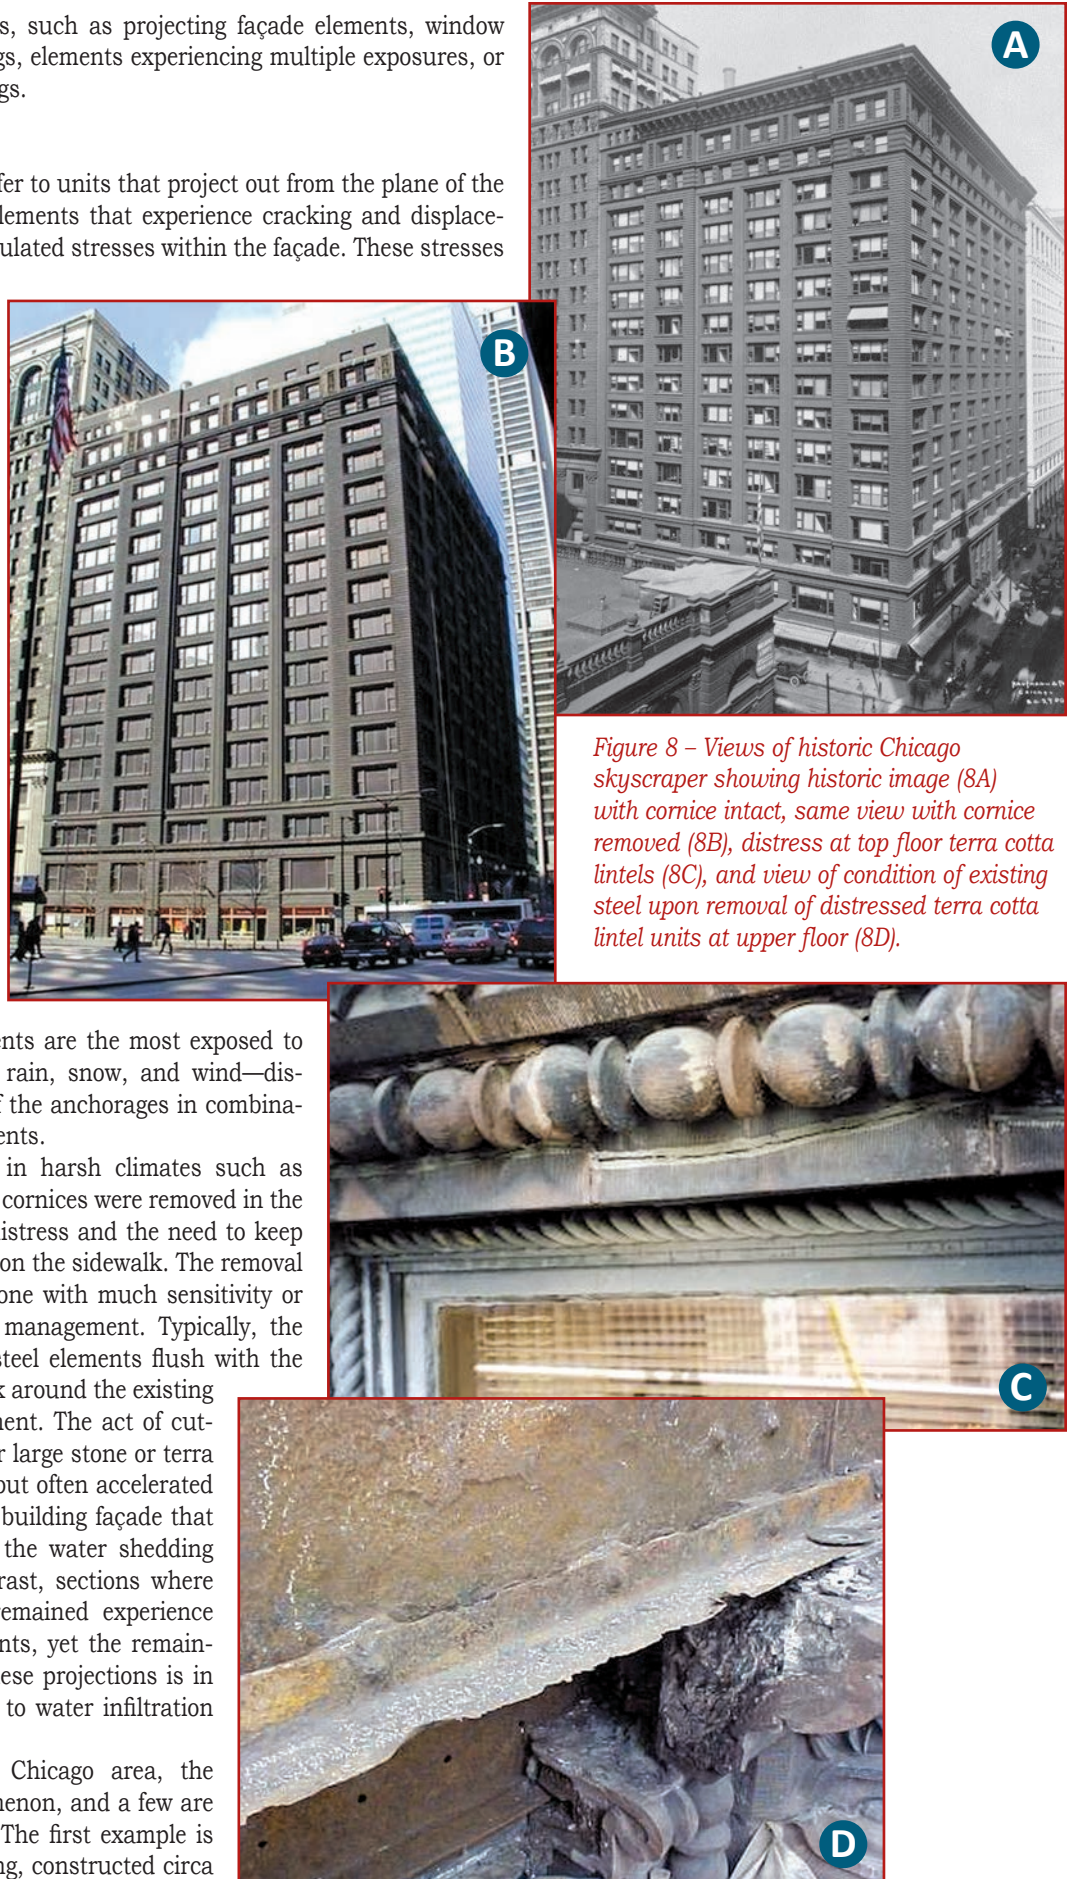 s, such as projecting façade elements, window
gs, elements experiencing multiple exposures, or
gs.
fer to units that project out from the plane of the
lements that experience cracking and displace-
ulated stresses within the façade. These stresses
A
B
Figure 8 – Views of historic Chicago
skyscraper showing historic image (8A)
with cornice intact, same view with cornice
removed (8B), distress at top floor terra cotta
lintels (8C), and view of condition of existing
steel upon removal of distressed terra cotta
lintel units at upper floor (8D).
ents are the most exposed to
rain, snow, and wind—dis-
f the anchorages in combina-
ents.
in harsh climates such as
cornices were removed in the
distress and the need to keep
on the sidewalk. The removal
one with much sensitivity or
management. Typically, the
steel elements flush with the
k around the existing
ment. The act of cut-
r large stone or terra
but often accelerated
building façade that
the water shedding
rast, sections where
remained experience
nts, yet the remain-
hese projections is in
to water infiltration
Chicago area, the
menon, and a few are
The first example is
ng, constructed circa
C
D